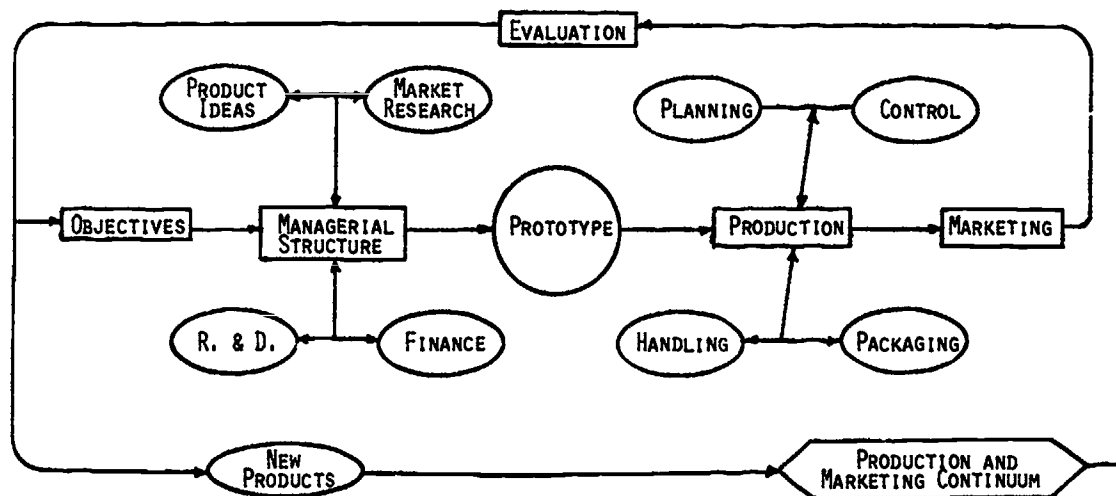 EVALUATION
PRODUCT
IDEAS
MARKET
RESEARCH
PLANNING
CONTROL
OBJECTIVES
MANAGERIAL
STRUCTURE
PROTOTYPE
PRODUCTION
MARKETING
R. & D.
FINANCE
HANDLING
PACKAGING
NEW
PRODUCTS
PRODUCTION AND
MARKETING CONTINUUM